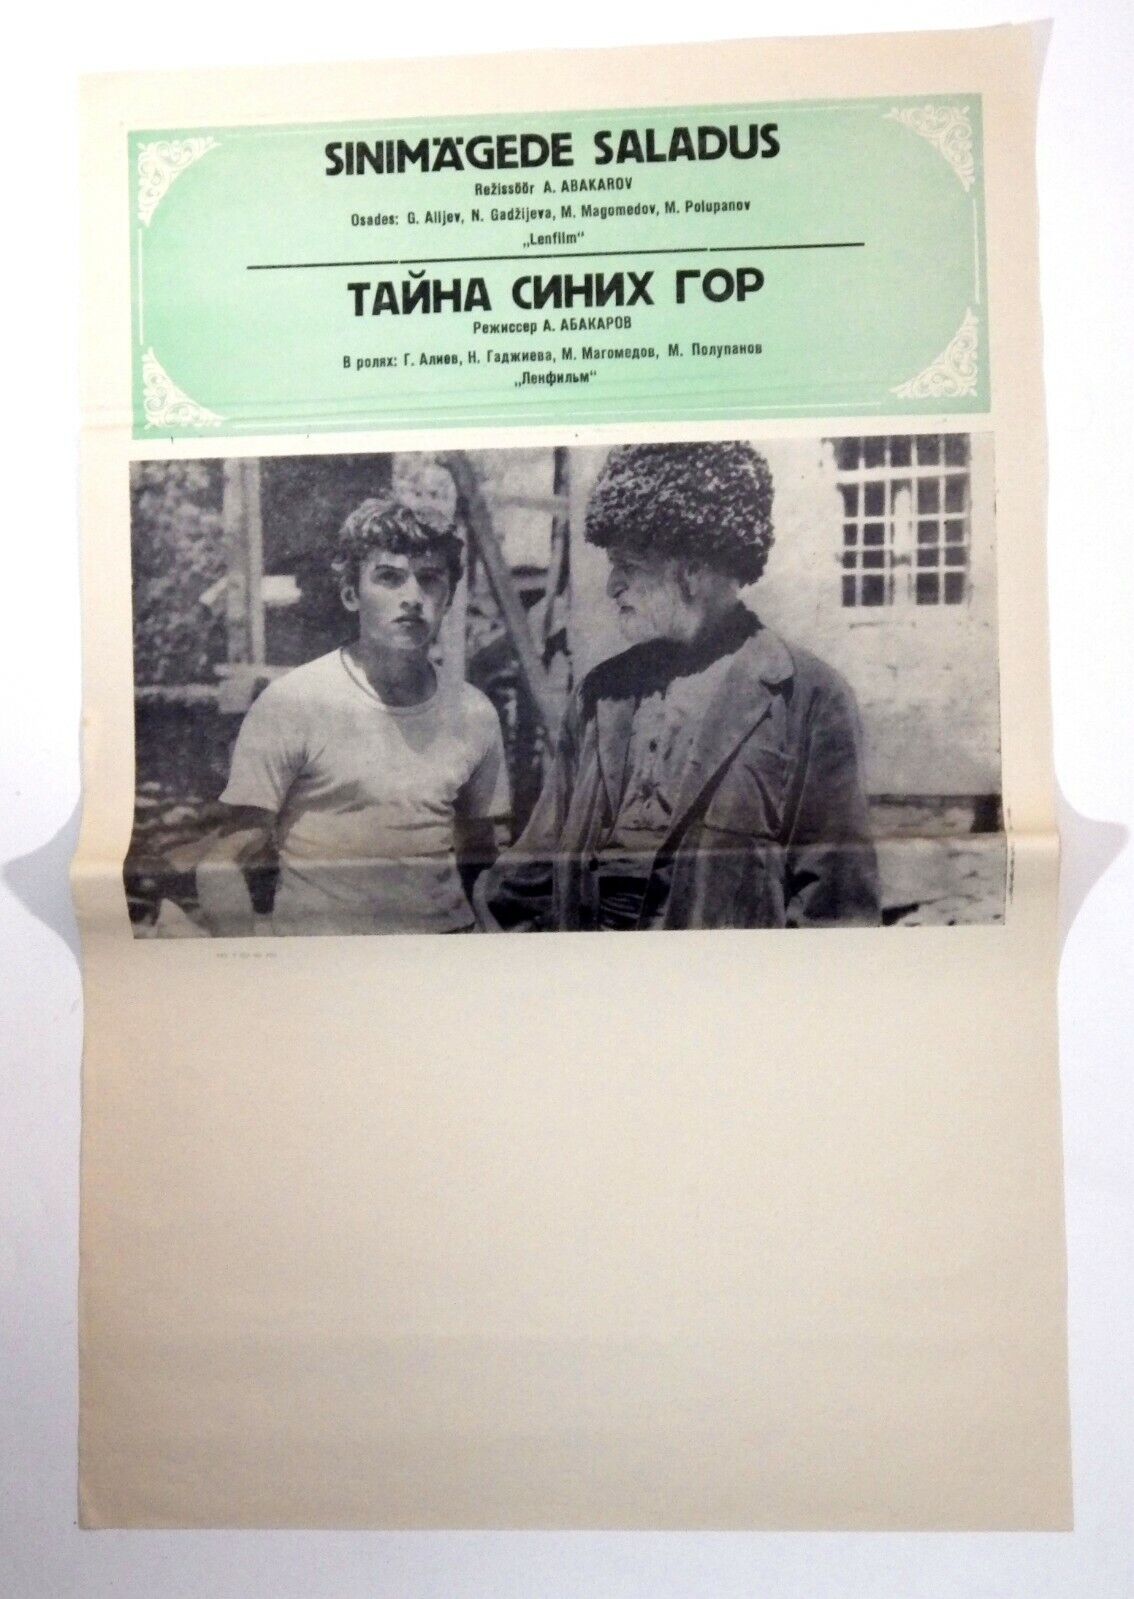 SINIMÄGEDE SALADUS
Režissöör A. ABAKAROV
Osades: G. Alijev, N. Gadžijeva, M. Magomedov, M. Polupanov
„Lenfilm“
ТАЙНА СИНИХ ГОР
Режиссер А. АБАКАРОВ
В ролях: Г. Алиев, Н. Гаджиева, М. Магомедов, М. Полупанов
„Ленфильм“